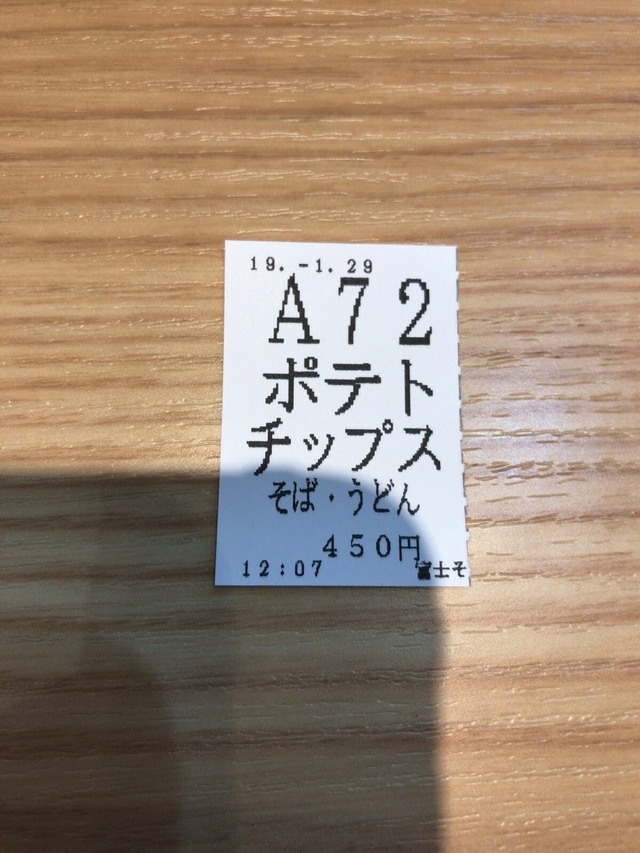 19.-1.29
A72
ポテト
チップス
そば・うどん
450円
12:07 富士そ